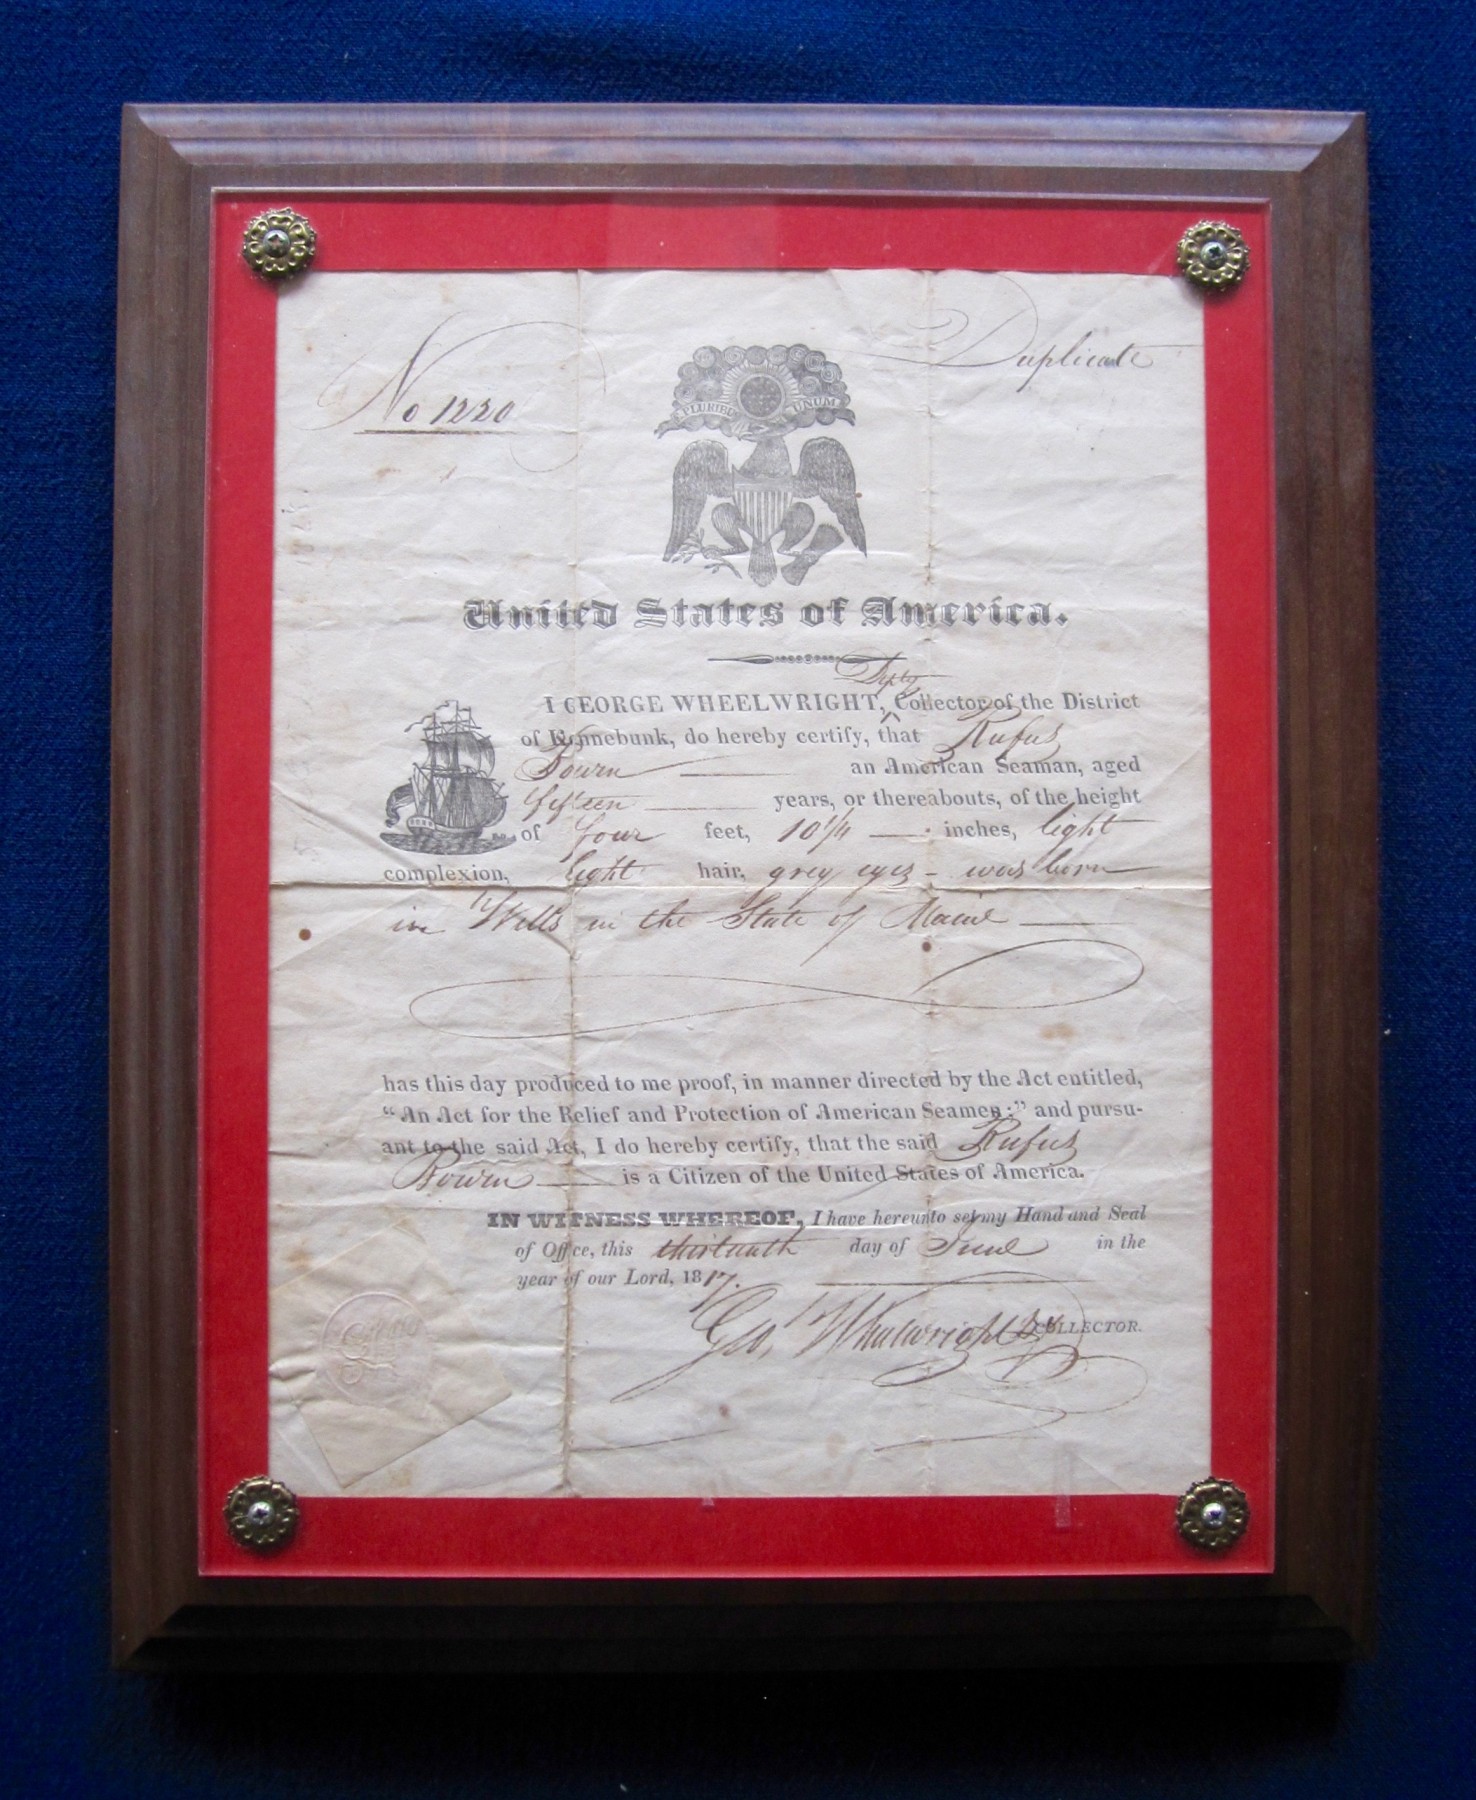 No 1220
Duplicate
E PLURIBUS UNUM
United States of America.
Dpty
I GEORGE WHEELWRIGHT, Collector of the District
of Kennebunk, do hereby certify, that Rufus
Bourn an American Seaman, aged
fifteen years, or thereabouts, of the height
of four feet, 10 1/4 inches, light
complexion, light hair, grey eyes - was born
in Wells in the State of Maine
has this day produced to me proof, in manner directed by the Act entitled,
“An Act for the Relief and Protection of American Seamen;” and pursu-
ant to the said Act, I do hereby certify, that the said Rufus
Bourn is a Citizen of the United States of America.
IN WITNESS WHEREOF, I have hereunto set my Hand and Seal
of Office, this thirteenth day of June in the
year of our Lord, 1817.
Geo, Wheelwright Dy COLLECTOR.